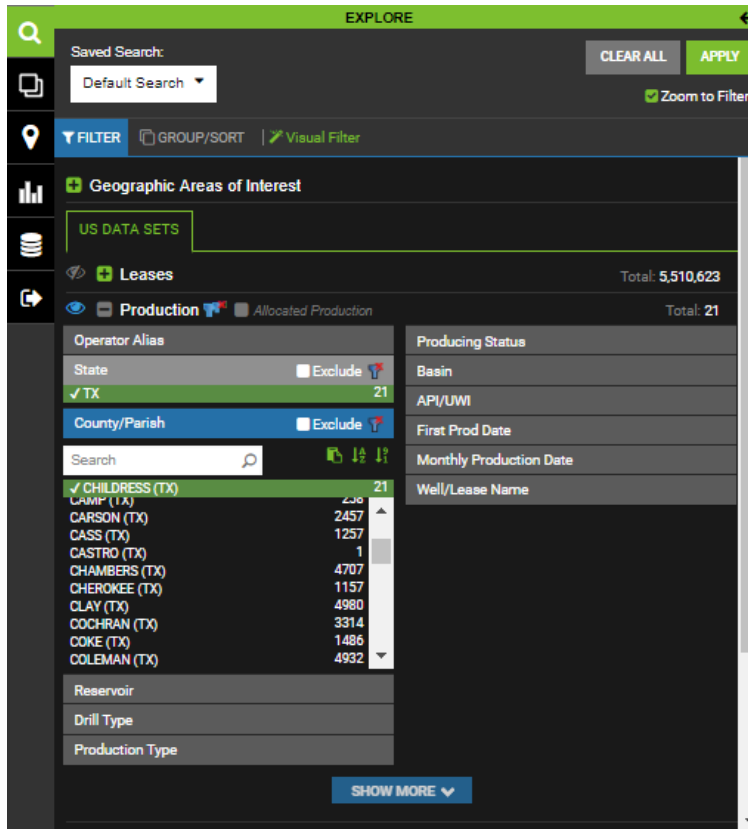 EXPLORE
Saved Search:
CLEAR ALL
APPLY
Default Search
Zoom to Filter
FILTER
GROUP/SORT
Visual Filter
Geographic Areas of Interest
US DATA SETS
Leases
Total: 5,510,623
Production
Allocated Production
Total: 21
Operator Alias
State
Exclude
TX 21
County/Parish
Exclude
Search
CHILDRESS (TX) 21
CAMP (TX) 238
CARSON (TX) 2457
CASS (TX) 1257
CASTRO (TX) 1
CHAMBERS (TX) 4707
CHEROKEE (TX) 1157
CLAY (TX) 4980
COCHRAN (TX) 3314
COKE (TX) 1486
COLEMAN (TX) 4932
Reservoir
Drill Type
Production Type
Producing Status
Basin
API/UWI
First Prod Date
Monthly Production Date
Well/Lease Name
SHOW MORE